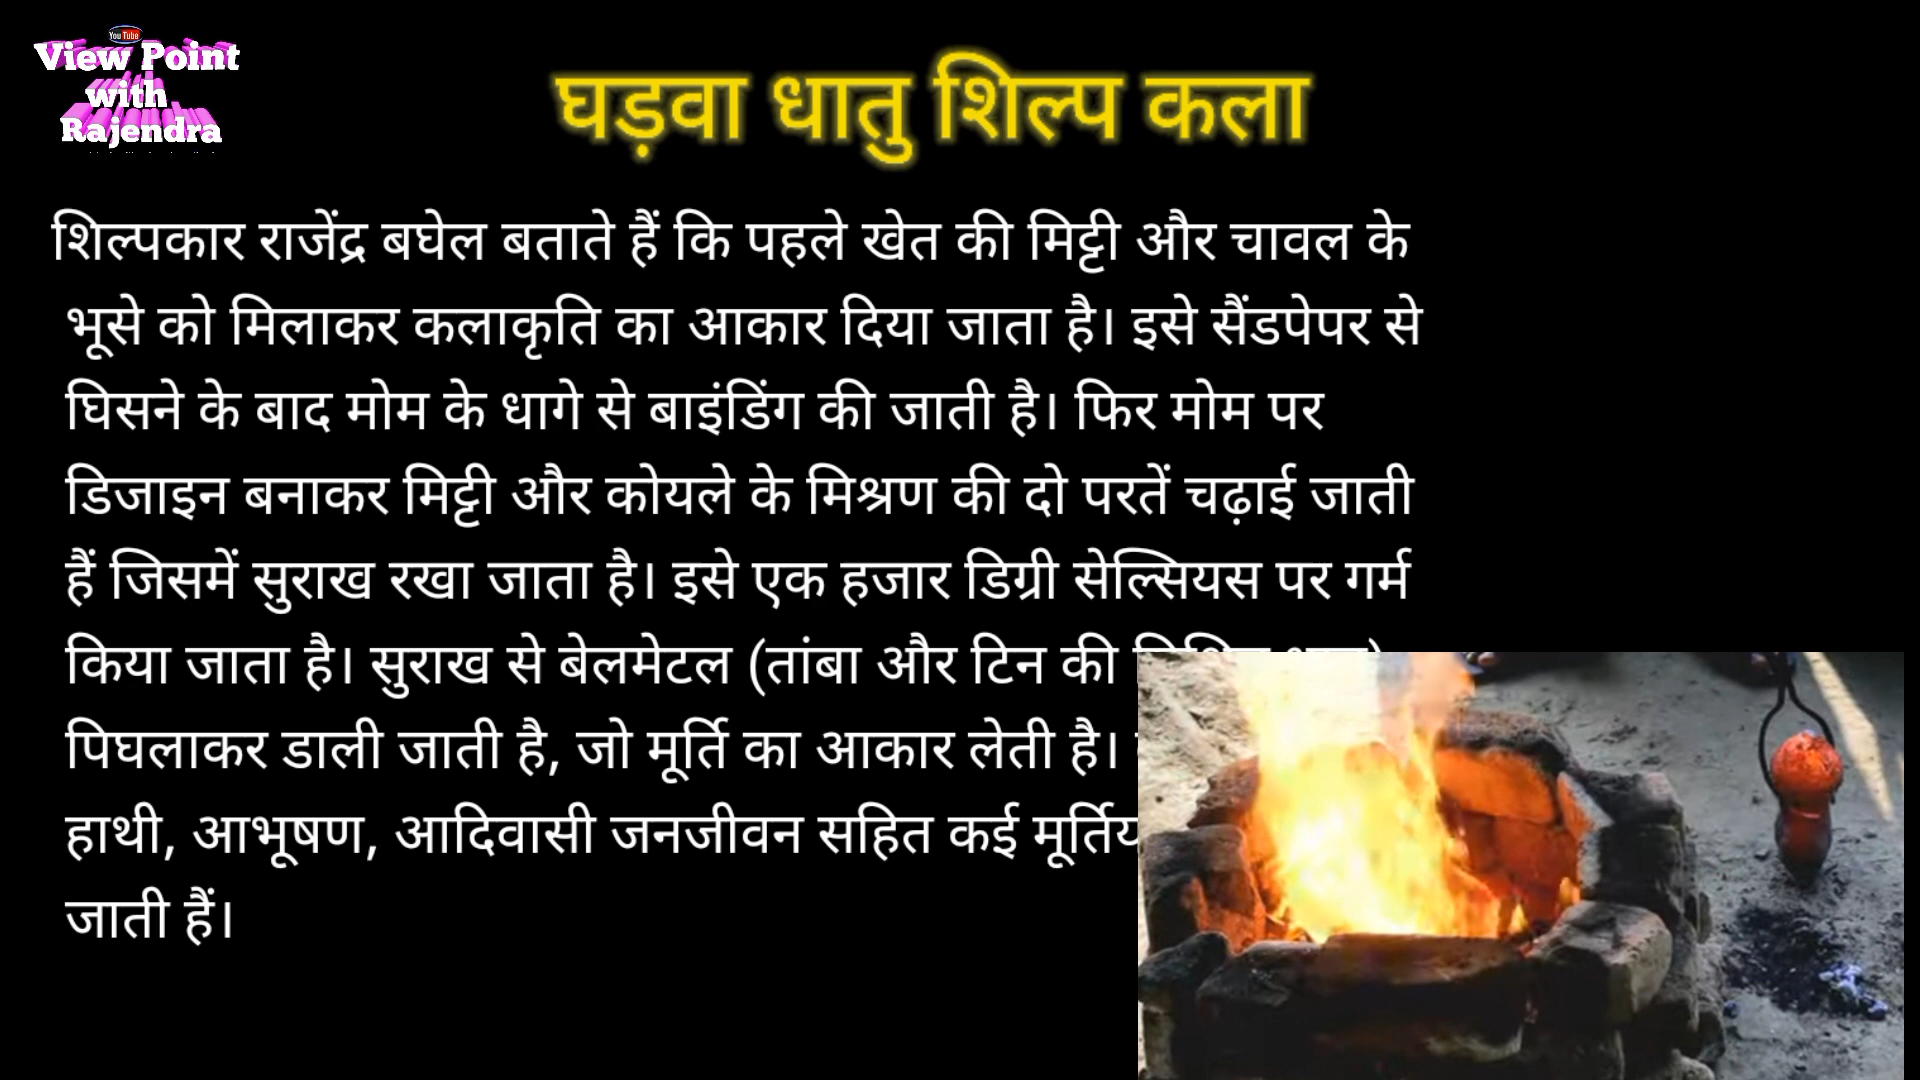 You Tube
View Point
with
Rajendra
घड़वा धातु शिल्प कला
शिल्पकार राजेंद्र बघेल बताते हैं कि पहले खेत की मिट्टी और चावल के
भूसे को मिलाकर कलाकृति का आकार दिया जाता है। इसे सैंडपेपर से
घिसने के बाद मोम के धागे से बाइंडिंग की जाती है। फिर मोम पर
डिजाइन बनाकर मिट्टी और कोयले के मिश्रण की दो परतें चढ़ाई जाती
हैं जिसमें सुराख रखा जाता है। इसे एक हजार डिग्री सेल्सियस पर गर्म
किया जाता है। सुराख से बेलमेटल (तांबा और टिन की
पिघलाकर डाली जाती है, जो मूर्ति का आकार लेती है।
हाथी, आभूषण, आदिवासी जनजीवन सहित कई
जाती हैं।